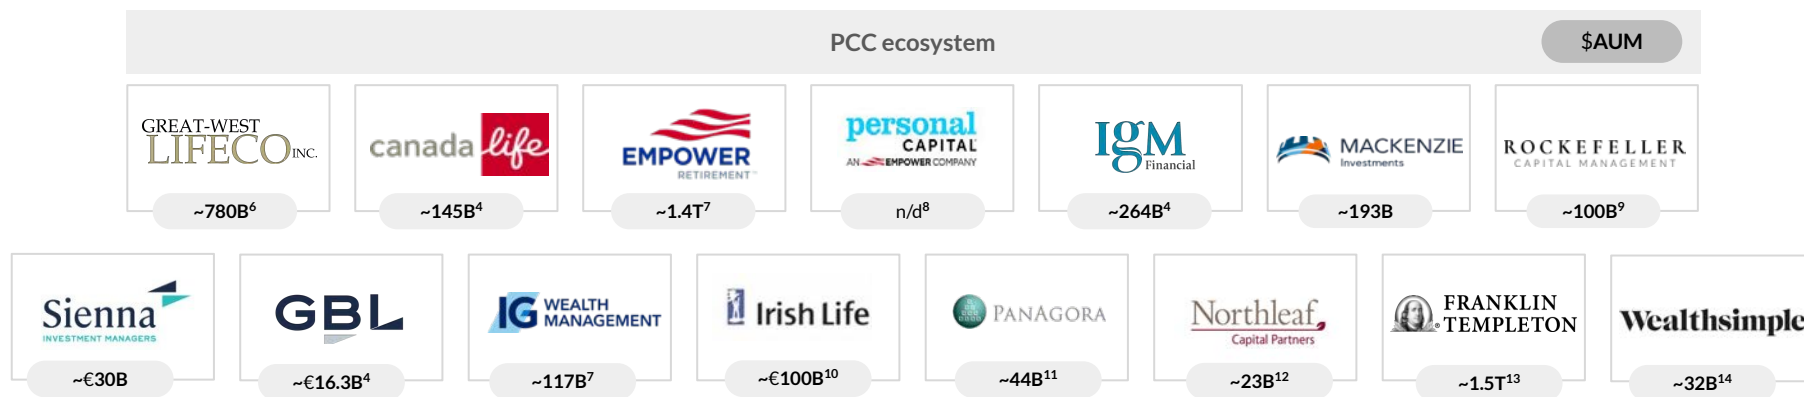 PCC ecosystem
$AUM
GREAT-WEST
LIFECO INC.
canada life
EMPOWER
RETIREMENT™
personal
CAPITAL
AN EMPOWER COMPANY
IGM
Financial
MACKENZIE
Investments
ROCKEFELLER
CAPITAL MANAGEMENT
~780B⁶
~145B⁴
~1.4T⁷
n/d⁸
~264B⁴
~193B
~100B⁹
Sienna
INVESTMENT MANAGERS
GBL
IG WEALTH
MANAGEMENT
Irish Life
PANAGORA
Northleaf
Capital Partners
FRANKLIN
TEMPLETON
Wealthsimple
~€30B
~€16.3B⁴
~117B⁷
~€100B¹⁰
~44B¹¹
~23B¹²
~1.5T¹³
~32B¹⁴